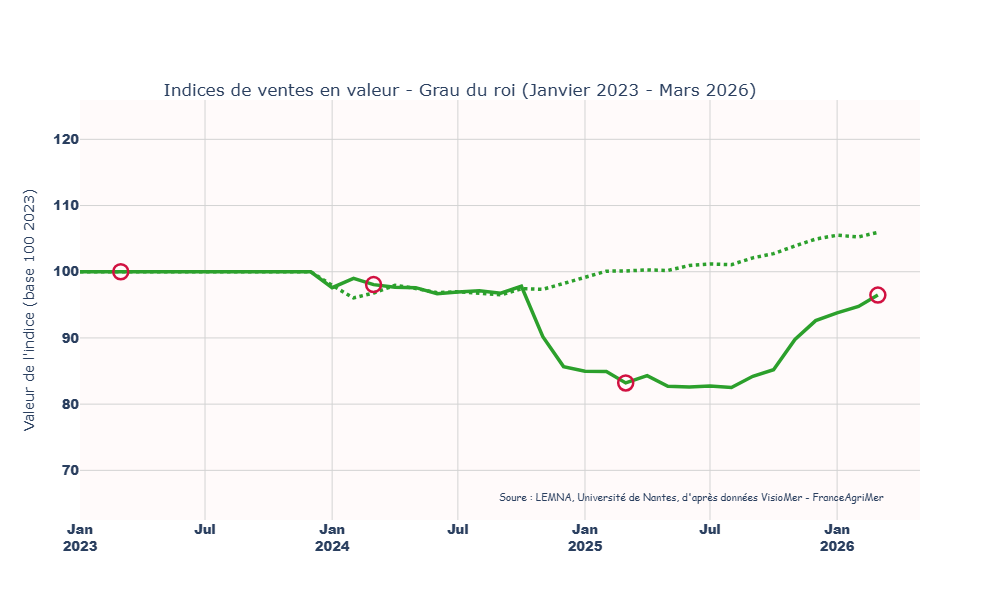 Indices de ventes en valeur - Grau du roi (Janvier 2023 - Mars 2026)
Valeur de l'indice (base 100 2023)
120
110
100
90
80
70
Soure : LEMNA, Université de Nantes, d'après données VisioMer - FranceAgriMer
Jan Jul Jan Jul Jan Jul Jan
2023 2024 2025 2026